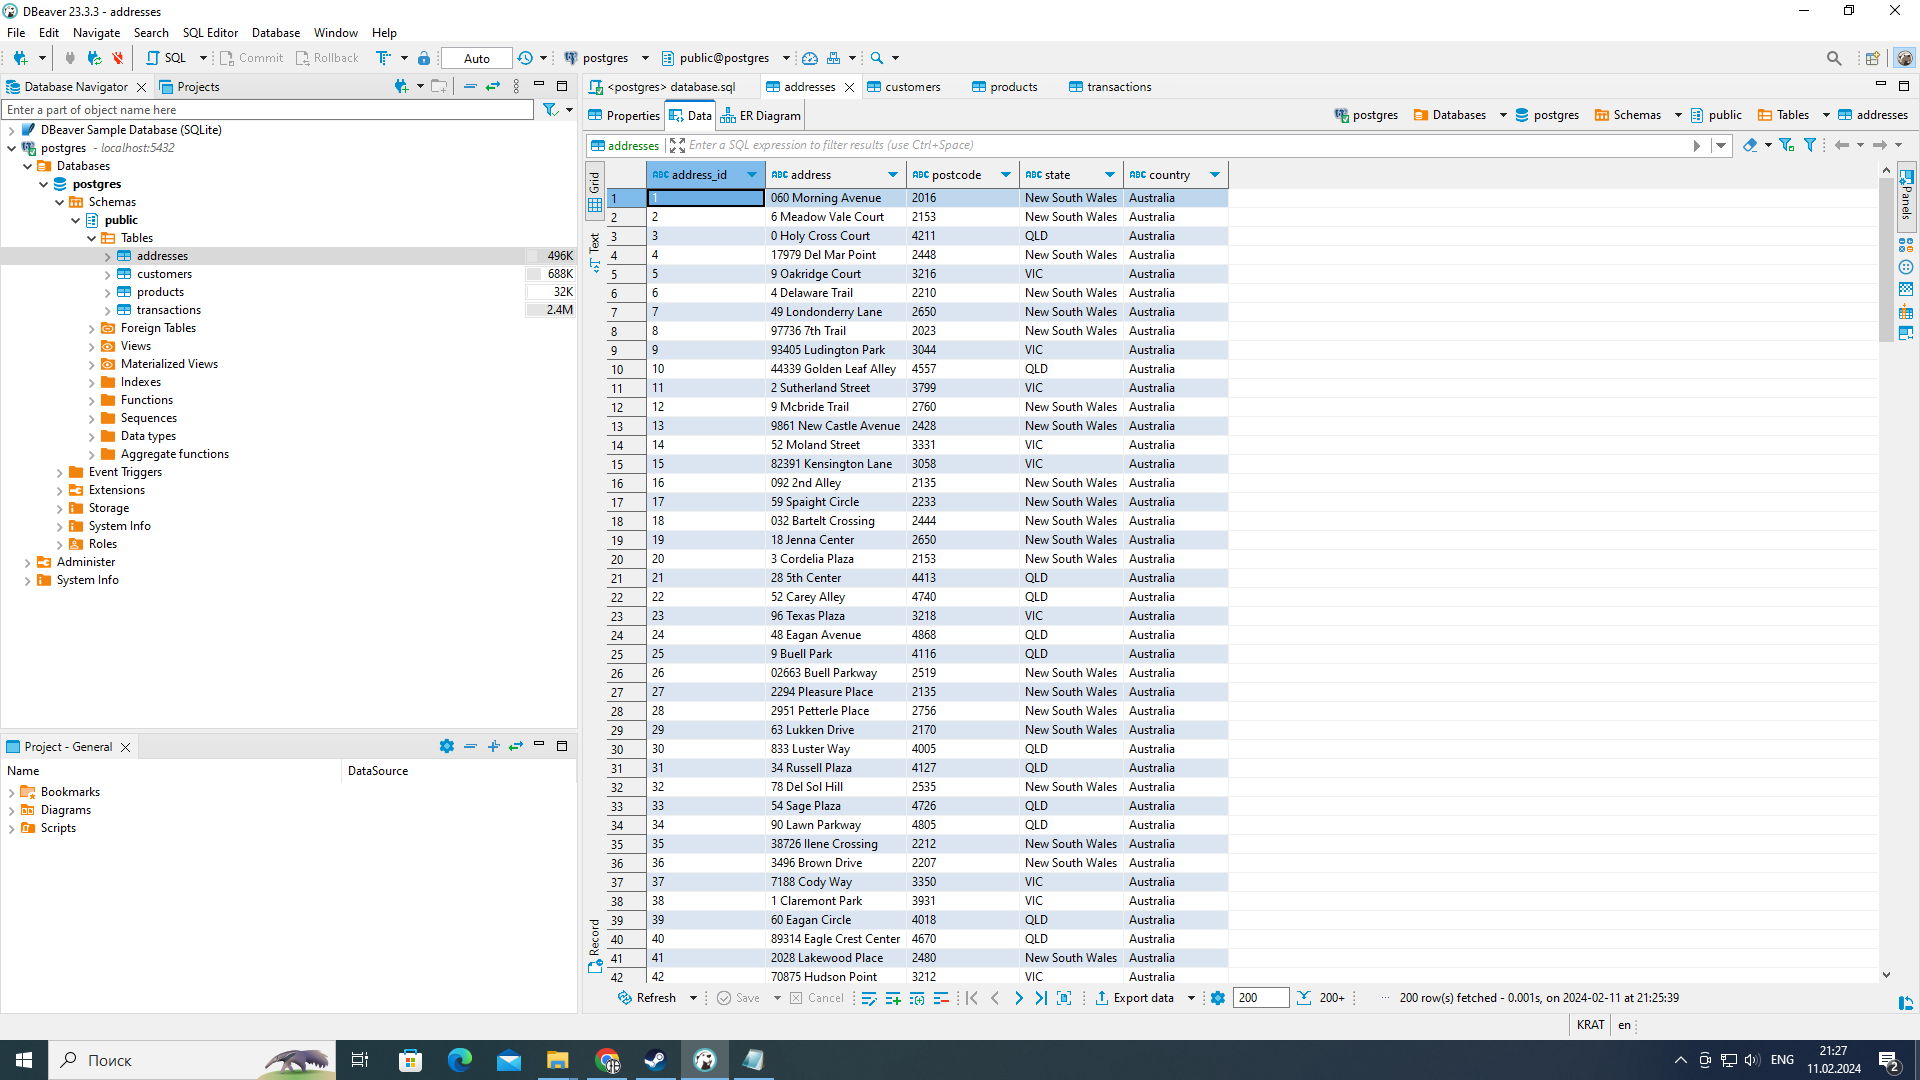 DBeaver 23.3.3 - addresses
File Edit Navigate Search SQL Editor Database Window Help
SQL Commit Rollback Auto postgres public@postgres
Database Navigator Projects
Enter a part of object name here
DBeaver Sample Database (SQLite)
postgres - localhost:5432
Databases
postgres
Schemas
public
Tables
addresses 496K
customers 688K
products 32K
transactions 2.4M
Foreign Tables
Views
Materialized Views
Indexes
Functions
Sequences
Data types
Aggregate functions
Event Triggers
Extensions
Storage
System Info
Roles
Administer
System Info
Project - General
Name DataSource
Bookmarks
Diagrams
Scripts
<postgres> database.sql addresses customers products transactions
Properties Data ER Diagram postgres Databases postgres Schemas public Tables addresses
addresses Enter a SQL expression to filter results (use Ctrl+Space)
Grid
Text
Record
Panels
ABC address_id ABC address ABC postcode ABC state ABC country
1 1 060 Morning Avenue 2016 New South Wales Australia
2 2 6 Meadow Vale Court 2153 New South Wales Australia
3 3 0 Holy Cross Court 4211 QLD Australia
4 4 17979 Del Mar Point 2448 New South Wales Australia
5 5 9 Oakridge Court 3216 VIC Australia
6 6 4 Delaware Trail 2210 New South Wales Australia
7 7 49 Londonderry Lane 2650 New South Wales Australia
8 8 97736 7th Trail 2023 New South Wales Australia
9 9 93405 Ludington Park 3044 VIC Australia
10 10 44339 Golden Leaf Alley 4557 QLD Australia
11 11 2 Sutherland Street 3799 VIC Australia
12 12 9 Mcbride Trail 2760 New South Wales Australia
13 13 9861 New Castle Avenue 2428 New South Wales Australia
14 14 52 Moland Street 3331 VIC Australia
15 15 82391 Kensington Lane 3058 VIC Australia
16 16 092 2nd Alley 2135 New South Wales Australia
17 17 59 Spaight Circle 2233 New South Wales Australia
18 18 032 Bartelt Crossing 2444 New South Wales Australia
19 19 18 Jenna Center 2650 New South Wales Australia
20 20 3 Cordelia Plaza 2153 New South Wales Australia
21 21 28 5th Center 4413 QLD Australia
22 22 52 Carey Alley 4740 QLD Australia
23 23 96 Texas Plaza 3218 VIC Australia
24 24 48 Eagan Avenue 4868 QLD Australia
25 25 9 Buell Park 4116 QLD Australia
26 26 02663 Buell Parkway 2519 New South Wales Australia
27 27 2294 Pleasure Place 2135 New South Wales Australia
28 28 2951 Petterle Place 2756 New South Wales Australia
29 29 63 Lukken Drive 2170 New South Wales Australia
30 30 833 Luster Way 4005 QLD Australia
31 31 34 Russell Plaza 4127 QLD Australia
32 32 78 Del Sol Hill 2535 New South Wales Australia
33 33 54 Sage Plaza 4726 QLD Australia
34 34 90 Lawn Parkway 4805 QLD Australia
35 35 38726 Ilene Crossing 2212 New South Wales Australia
36 36 3496 Brown Drive 2207 New South Wales Australia
37 37 7188 Cody Way 3350 VIC Australia
38 38 1 Claremont Park 3931 VIC Australia
39 39 60 Eagan Circle 4018 QLD Australia
40 40 89314 Eagle Crest Center 4670 QLD Australia
41 41 2028 Lakewood Place 2480 New South Wales Australia
42 42 70875 Hudson Point 3212 VIC Australia
Refresh Save Cancel Export data 200 200+ 200 row(s) fetched - 0.001s, on 2024-02-11 at 21:25:39
KRAT en
Поиск ENG 21:27
11.02.2024 2